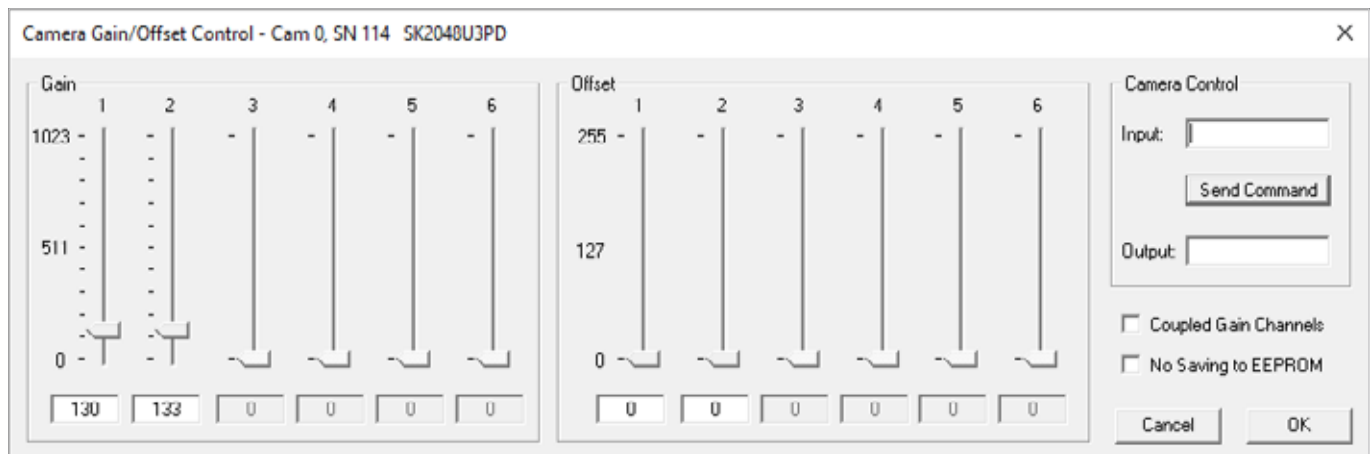 Camera Gain/Offset Control - Cam 0, SN 114   SK2048U3PD
Gain
1 2 3 4 5 6
1023
511
0
130 133 0 0 0 0
Offset
1 2 3 4 5 6
255
127
0
0 0 0 0 0 0
Camera Control
Input:
Send Command
Output:
Coupled Gain Channels
No Saving to EEPROM
Cancel OK